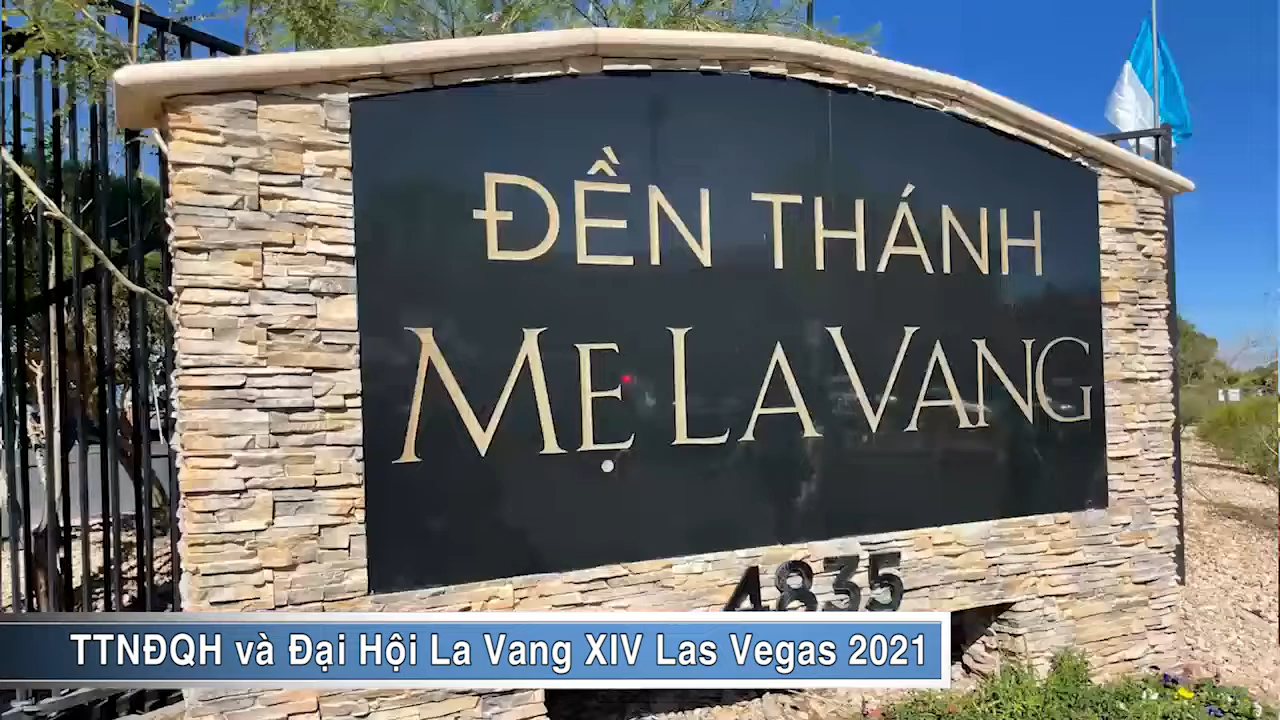 ĐỀN THÁNH
MẸ LA VANG
4835
TTNĐQH và Đại Hội La Vang XIV Las Vegas 2021